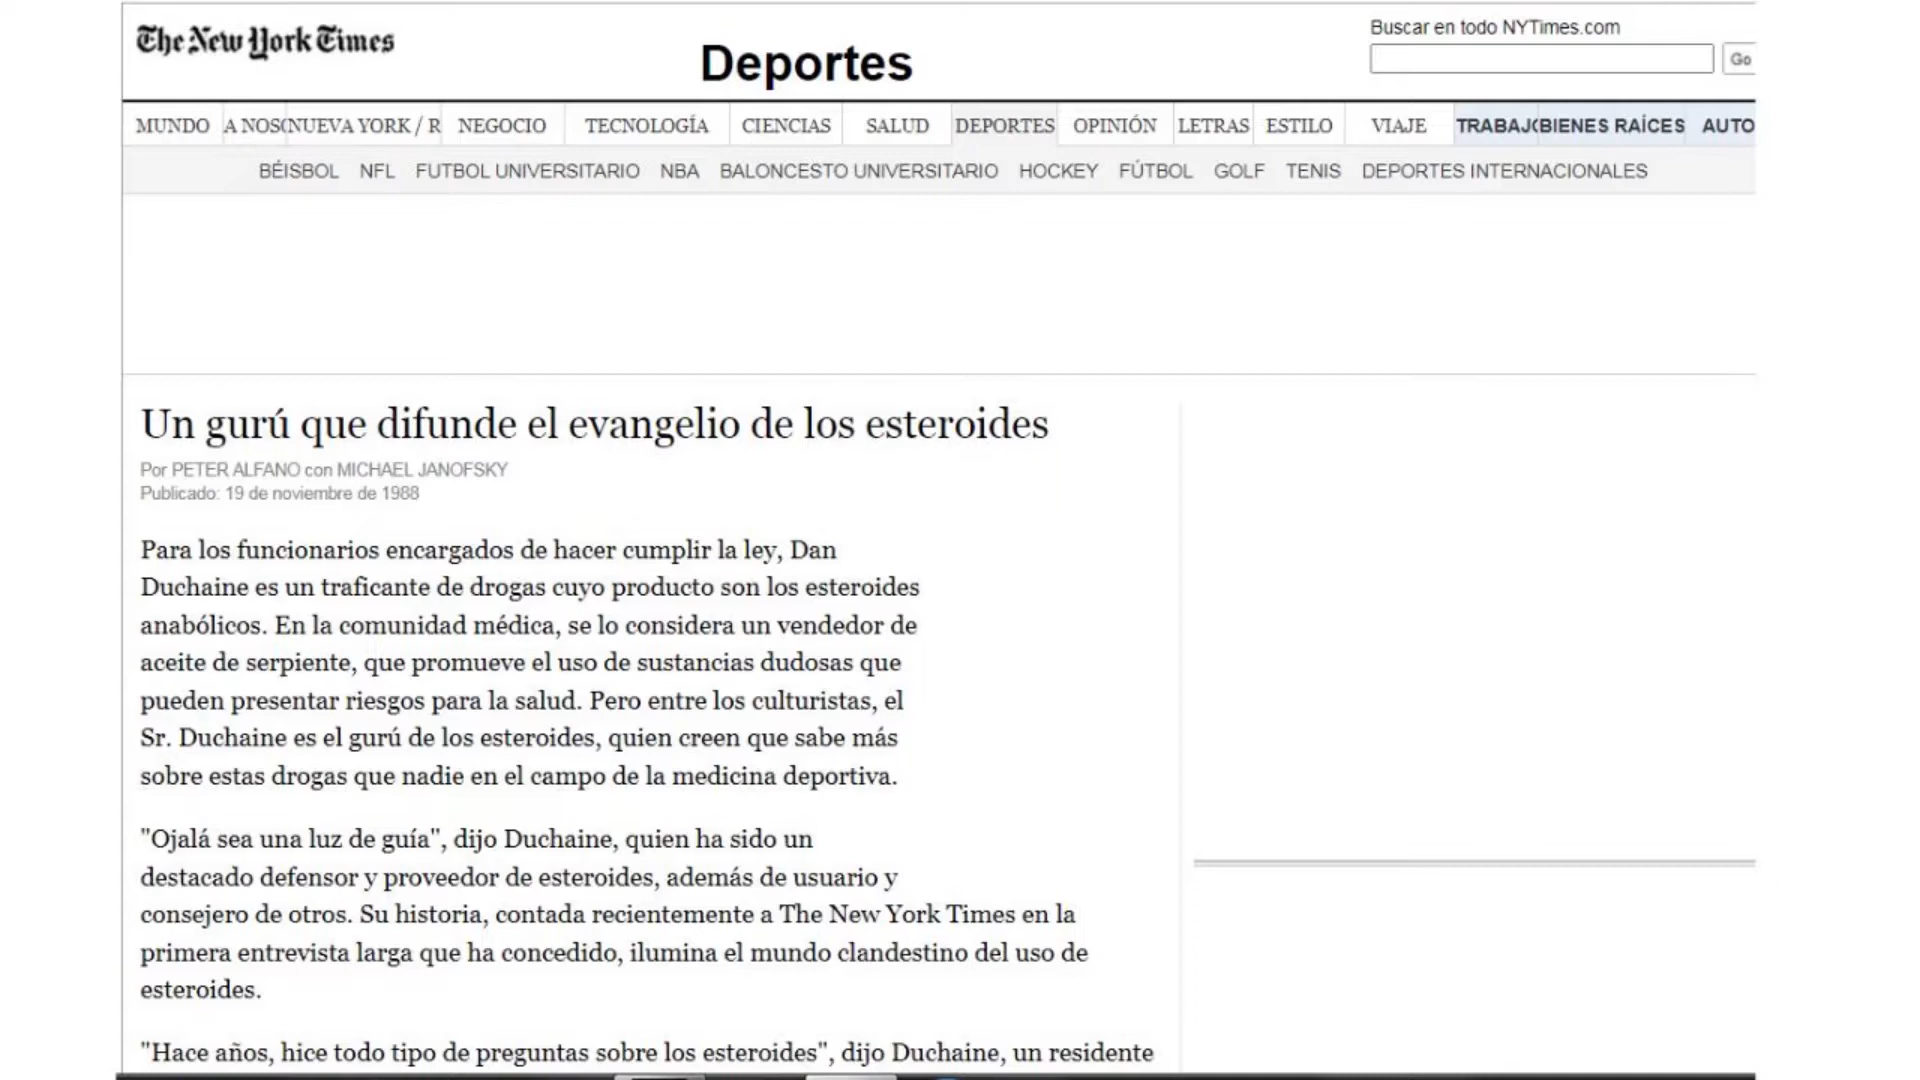 The New York Times
Deportes
Buscar en todo NYTimes.com
Go
MUNDO A NOSO NUEVA YORK / R NEGOCIO TECNOLOGÍA CIENCIAS SALUD DEPORTES OPINIÓN LETRAS ESTILO VIAJE TRABAJO BIENES RAÍCES AUTO
BÉISBOL NFL FUTBOL UNIVERSITARIO NBA BALONCESTO UNIVERSITARIO HOCKEY FÚTBOL GOLF TENIS DEPORTES INTERNACIONALES
Un gurú que difunde el evangelio de los esteroides
Por PETER ALFANO con MICHAEL JANOFSKY
Publicado: 19 de noviembre de 1988
Para los funcionarios encargados de hacer cumplir la ley, Dan
Duchaine es un traficante de drogas cuyo producto son los esteroides
anabólicos. En la comunidad médica, se lo considera un vendedor de
aceite de serpiente, que promueve el uso de sustancias dudosas que
pueden presentar riesgos para la salud. Pero entre los culturistas, el
Sr. Duchaine es el gurú de los esteroides, quien creen que sabe más
sobre estas drogas que nadie en el campo de la medicina deportiva.
"Ojalá sea una luz de guía", dijo Duchaine, quien ha sido un
destacado defensor y proveedor de esteroides, además de usuario y
consejero de otros. Su historia, contada recientemente a The New York Times en la
primera entrevista larga que ha concedido, ilumina el mundo clandestino del uso de
esteroides.
"Hace años, hice todo tipo de preguntas sobre los esteroides", dijo Duchaine, un residente